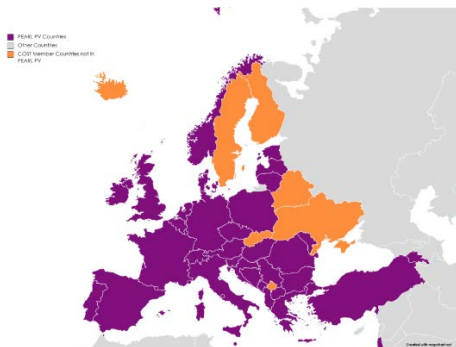 PEARL PV Countries
Other Countries
COST Member Countries not in
PEARL PV
Created with mapchart.net